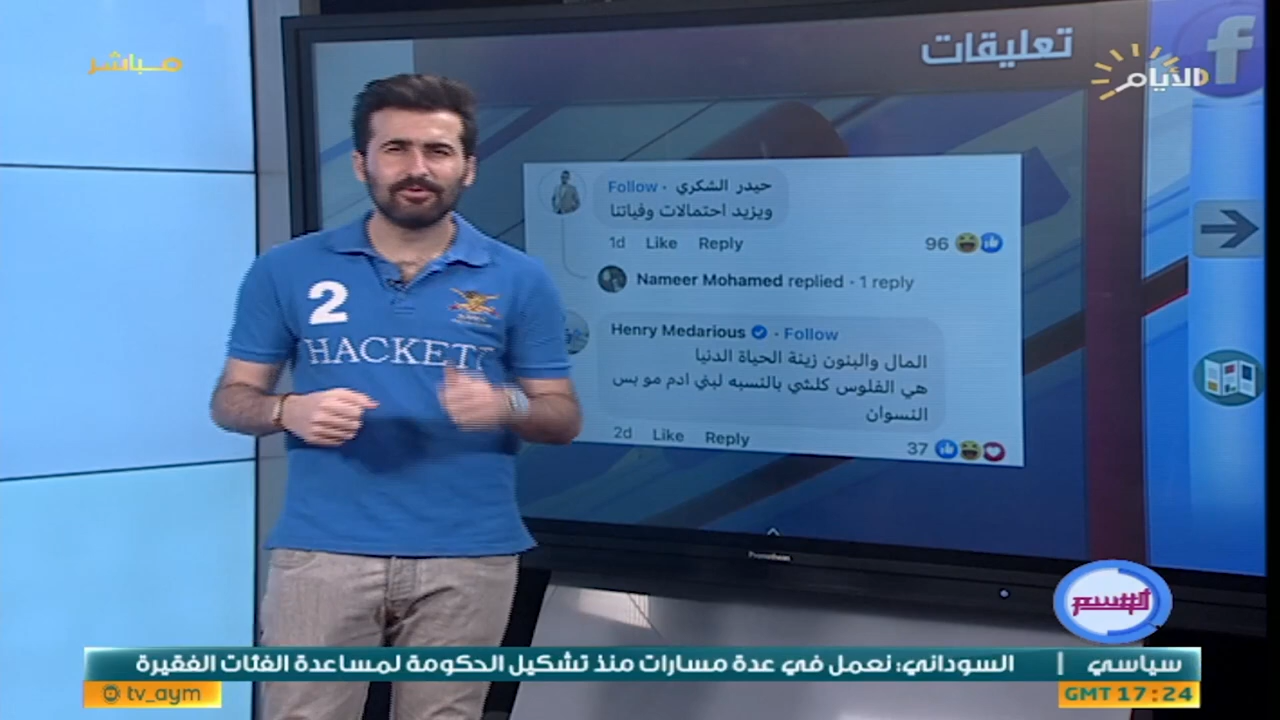 مباشر
تعليقات
الأيام
حيدر الشكري · Follow
ويزيد احتمالات وفياتنا
1d Like Reply 96
Nameer Mohamed replied · 1 reply
Henry Medarious · Follow
المال والبنون زينة الحياة الدنيا
هي الفلوس كلشي بالنسبه لبني ادم مو بس
النسوان
2d Like Reply 37
2
HACKETT
Promethean
سياسي | السوداني: نعمل في عدة مسارات منذ تشكيل الحكومة لمساعدة الفئات الفقيرة
tv_aym
GMT 17:24